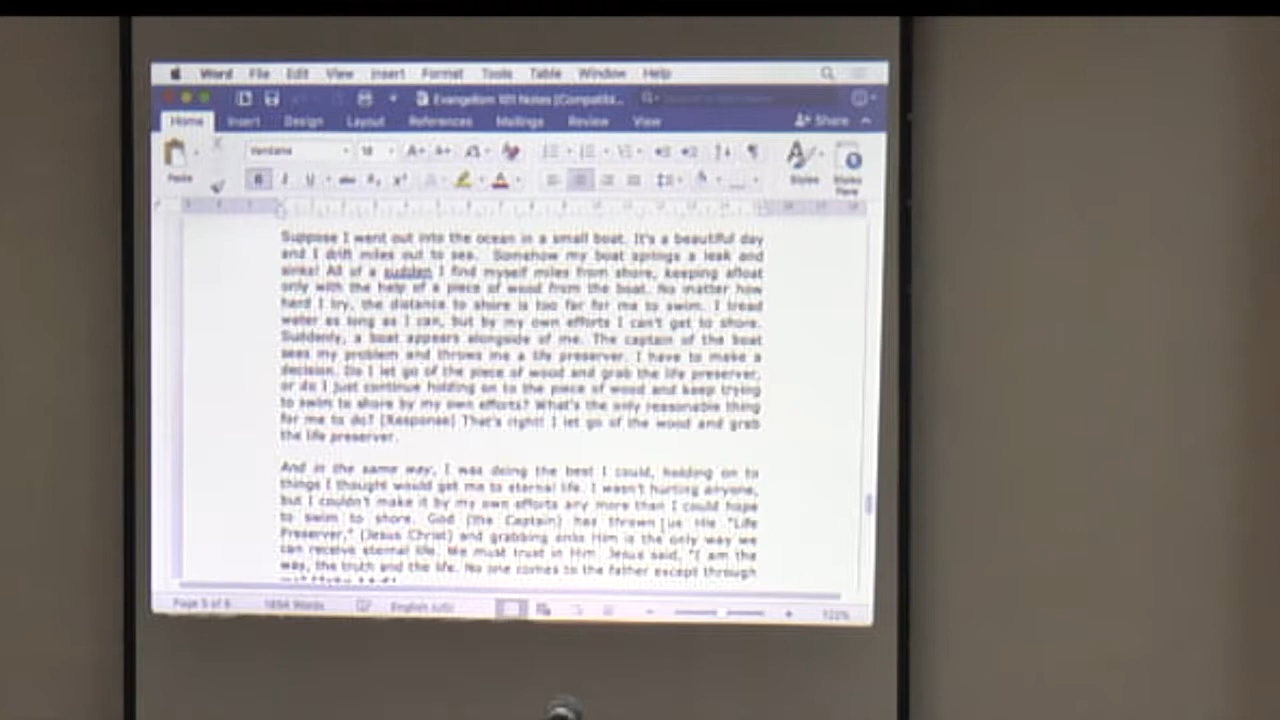 Word File Edit View Insert Format Tools Table Window Help
Evangelism 101 Notes [Compatib...
Home Insert Design Layout References Mailings Review View Share
Verdana 18
Paste Styles Styles Pane
Suppose I went out into the ocean in a small boat. It's a beautiful day
and I drift miles out to sea. Somehow my boat springs a leak and
sinks! All of a sudden I find myself miles from shore, keeping afloat
only with the help of a piece of wood from the boat. No matter how
hard I try, the distance to shore is too far for me to swim. I tread
water as long as I can, but by my own efforts I can't get to shore.
Suddenly, a boat appears alongside of me. The captain of the boat
sees my problem and throws me a life preserver. I have to make a
decision. Do I let go of the piece of wood and grab the life preserver,
or do I just continue holding on to the piece of wood and keep trying
to swim to shore by my own efforts? What's the only reasonable thing
for me to do? [Response] That's right! I let go of the wood and grab
the life preserver.
And in the same way, I was doing the best I could, holding on to
things I thought would get me to eternal life. I wasn't hurting anyone,
but I couldn't make it by my own efforts any more than I could hope
to swim to shore. God (the Captain) has thrown us His "Life
Preserver," (Jesus Christ) and grabbing onto Him is the only way we
can receive eternal life. We must trust in Him. Jesus said, "I am the
way, the truth and the life. No one comes to the father except through
Page 5 of 6 Words English (US) 122%